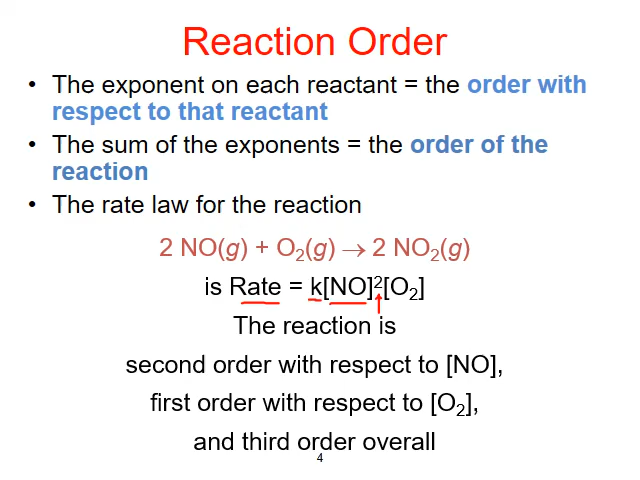 Reaction Order
• The exponent on each reactant = the order with
respect to that reactant
• The sum of the exponents = the order of the
reaction
• The rate law for the reaction
2 NO(g) + O₂(g) → 2 NO₂(g)
is Rate = k[NO]²[O₂]
The reaction is
second order with respect to [NO],
first order with respect to [O₂],
and third order overall
4